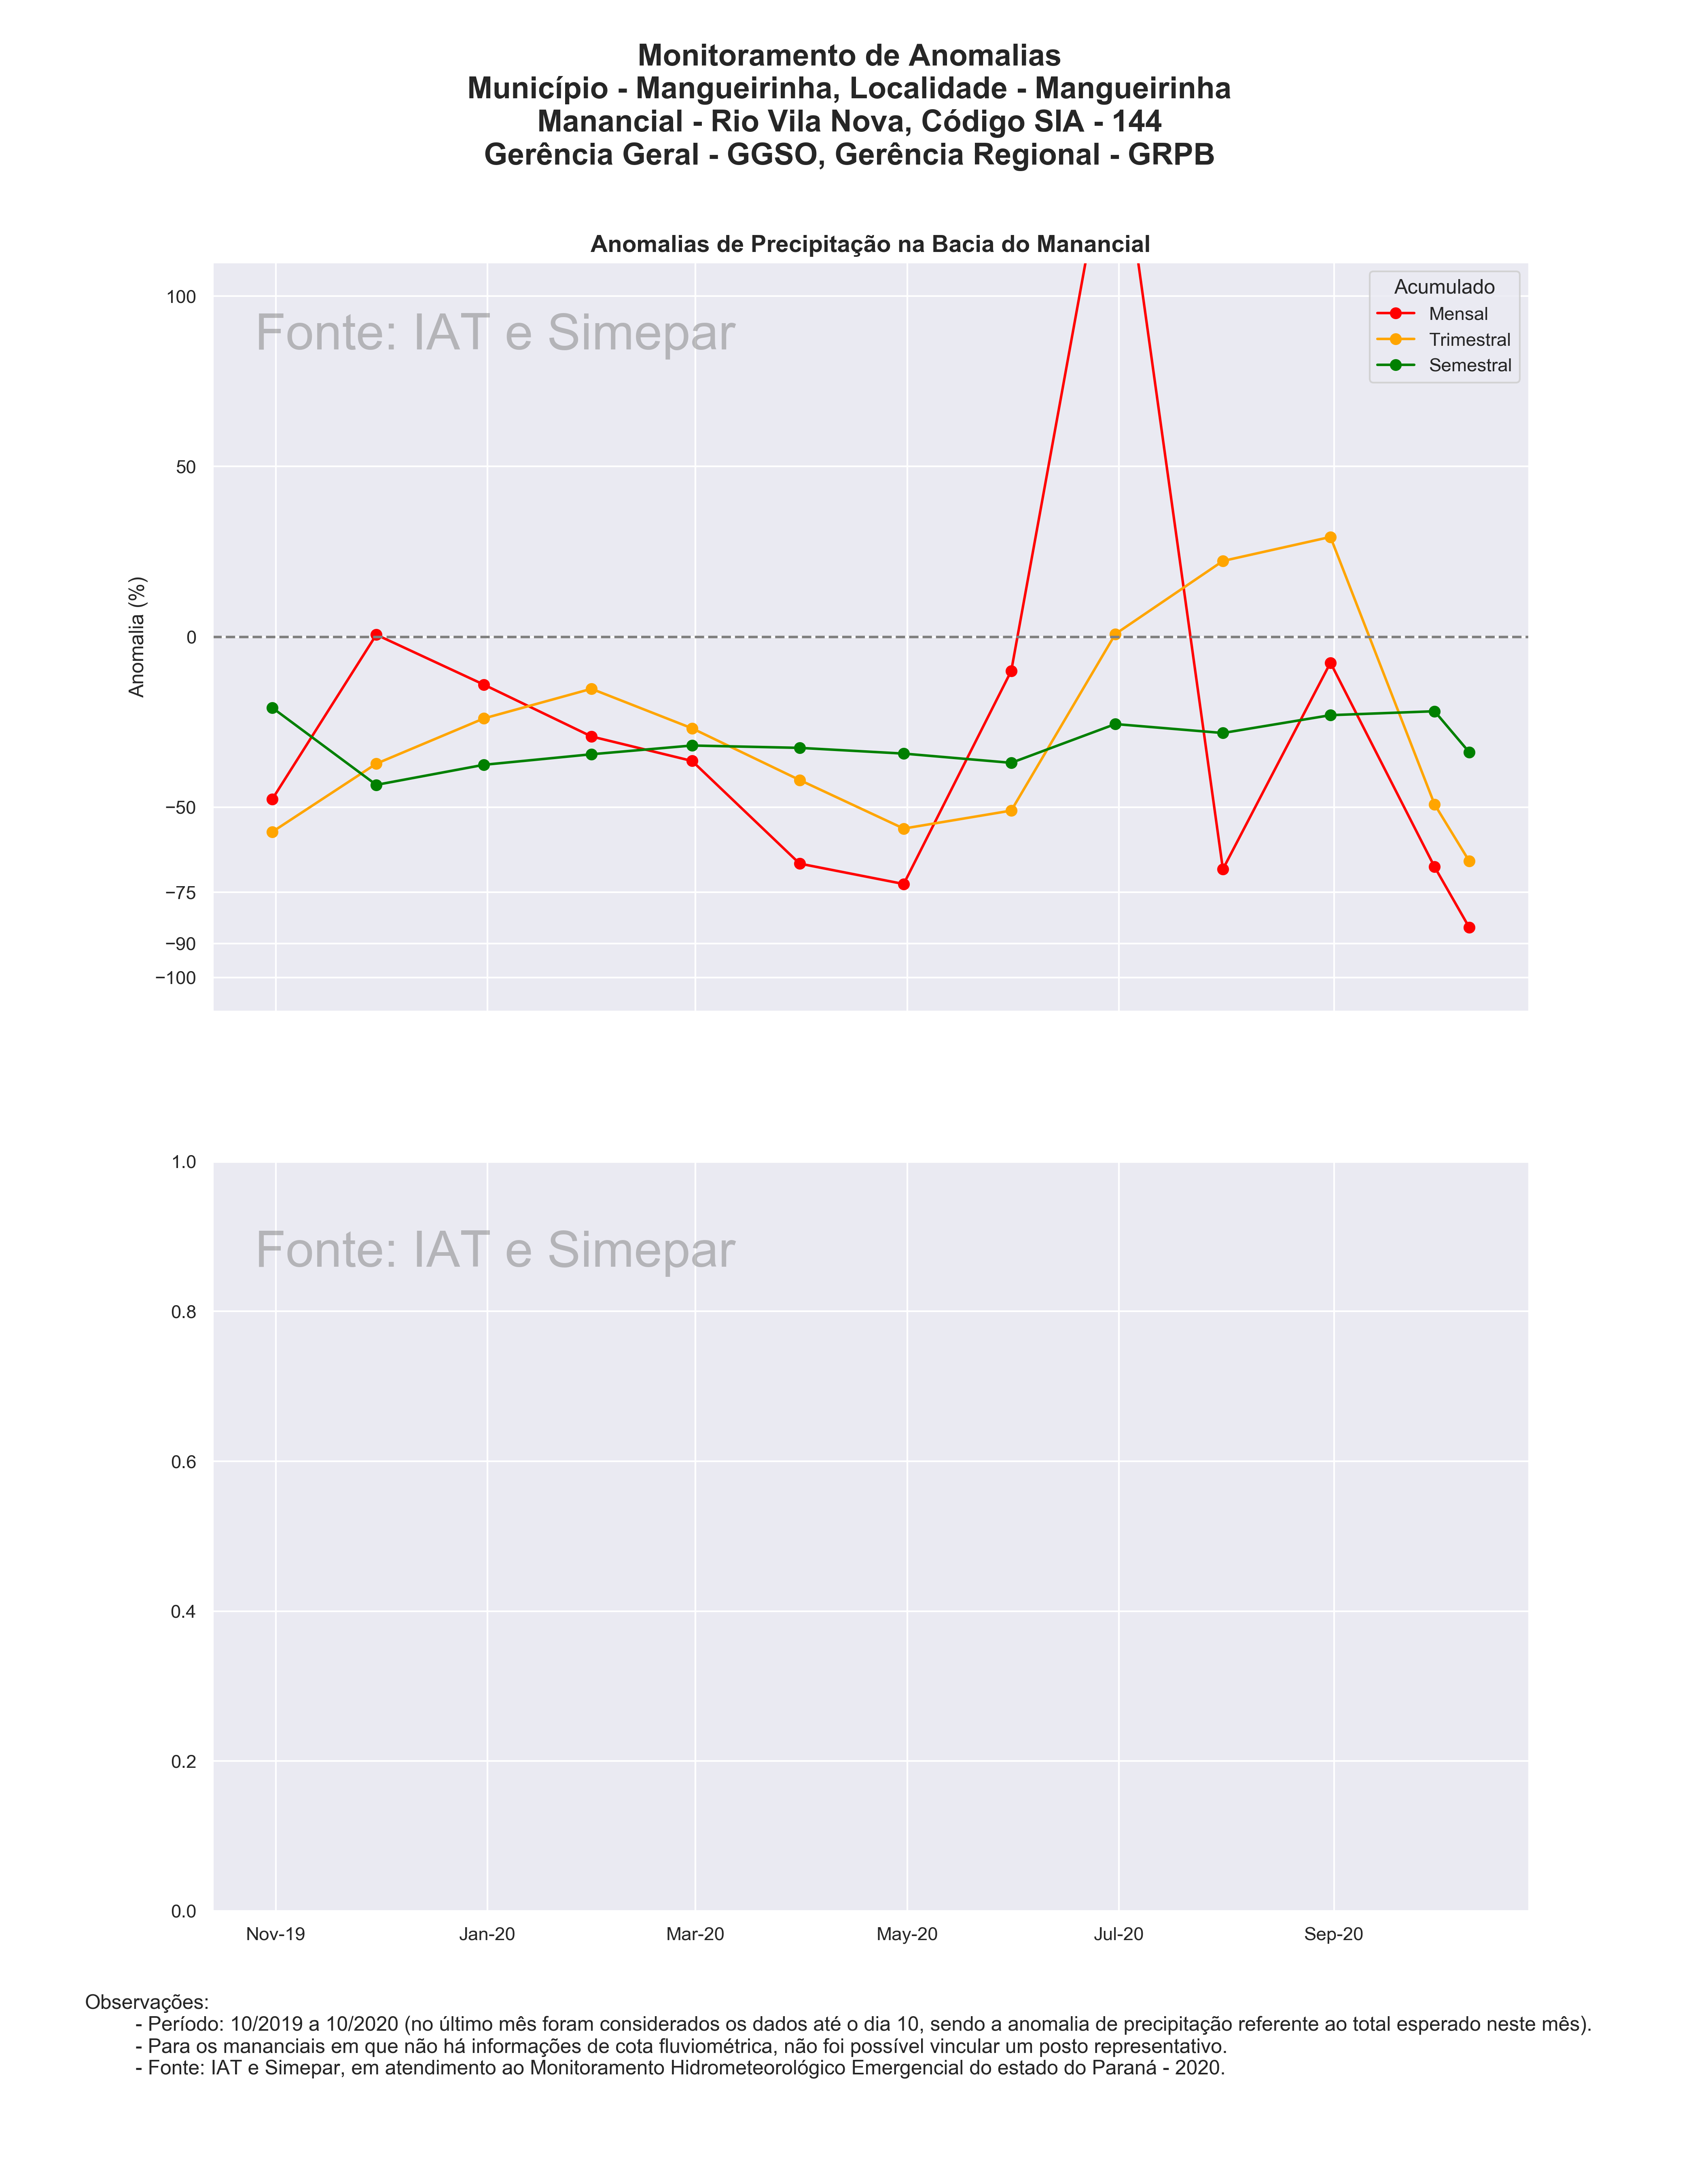 Monitoramento de Anomalias
Município - Mangueirinha, Localidade - Mangueirinha
Manancial - Rio Vila Nova, Código SIA - 144
Gerência Geral - GGSO, Gerência Regional - GRPB
Anomalias de Precipitação na Bacia do Manancial
Fonte: IAT e Simepar
Acumulado
Mensal
Trimestral
Semestral
Anomalia (%)
100
50
0
−50
−75
−90
−100
Fonte: IAT e Simepar
1.0
0.8
0.6
0.4
0.2
0.0
Nov-19 Jan-20 Mar-20 May-20 Jul-20 Sep-20
Observações:
- Período: 10/2019 a 10/2020 (no último mês foram considerados os dados até o dia 10, sendo a anomalia de precipitação referente ao total esperado neste mês).
- Para os mananciais em que não há informações de cota fluviométrica, não foi possível vincular um posto representativo.
- Fonte: IAT e Simepar, em atendimento ao Monitoramento Hidrometeorológico Emergencial do estado do Paraná - 2020.